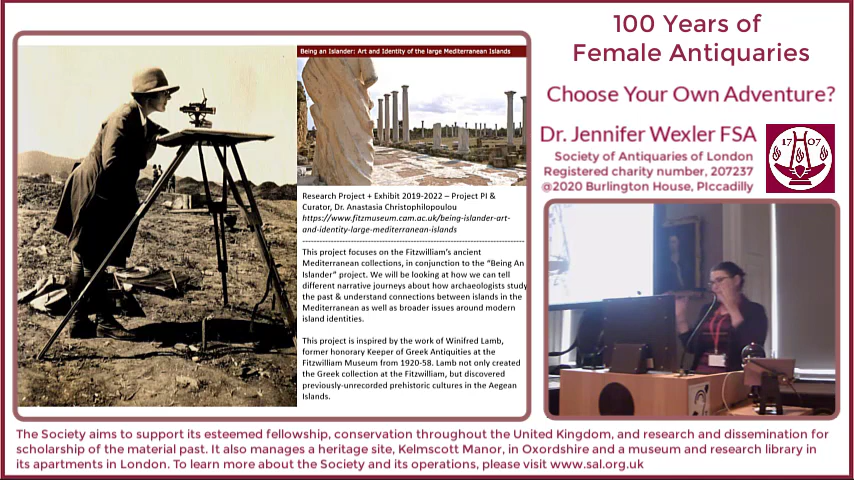 100 Years of
Female Antiquaries
Choose Your Own Adventure?
Dr. Jennifer Wexler FSA
Society of Antiquaries of London
Registered charity number, 207237
@2020 Burlington House, PIccadilly
1707
Being an Islander: Art and Identity of the large Mediterranean Islands
Research Project + Exhibit 2019-2022 – Project PI &
Curator, Dr. Anastasia Christophilopoulou
https://www.fitzmuseum.cam.ac.uk/being-islander-art-
and-identity-large-mediterranean-islands
This project focuses on the Fitzwilliam's ancient
Mediterranean collections, in conjunction to the "Being An
Islander" project. We will be looking at how we can tell
different narrative journeys about how archaeologists study
the past & understand connections between islands in the
Mediterranean as well as broader issues around modern
island identities.
This project is inspired by the work of Winifred Lamb,
former honorary Keeper of Greek Antiquities at the
Fitzwilliam Museum from 1920-58. Lamb not only created
the Greek collection at the Fitzwilliam, but discovered
previously-unrecorded prehistoric cultures in the Aegean
Islands.
The Society aims to support its esteemed fellowship, conservation throughout the United Kingdom, and research and dissemination for
scholarship of the material past. It also manages a heritage site, Kelmscott Manor, in Oxordshire and a museum and research library in
its apartments in London. To learn more about the Society and its operations, please visit www.sal.org.uk